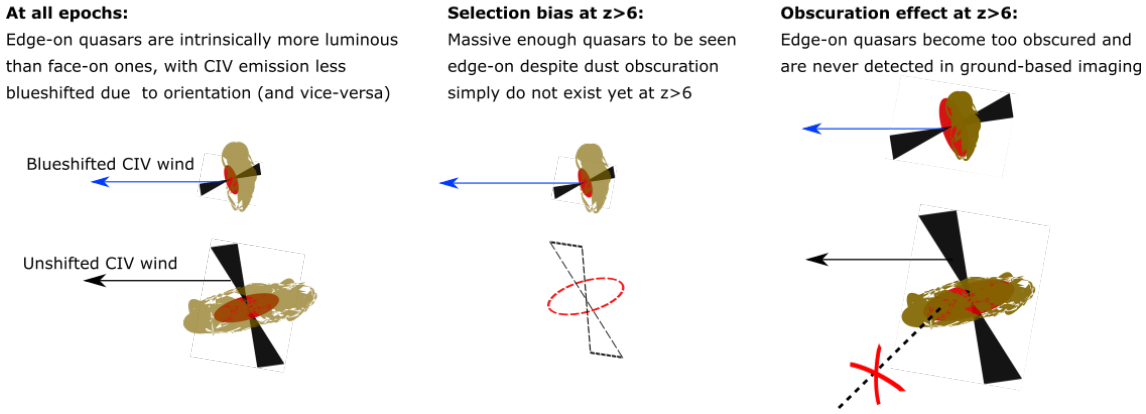 At all epochs:
Edge-on quasars are intrinsically more luminous
than face-on ones, with CIV emission less
blueshifted due to orientation (and vice-versa)
Blueshifted CIV wind
Unshifted CIV wind
Selection bias at z>6:
Massive enough quasars to be seen
edge-on despite dust obscuration
simply do not exist yet at z>6
Obscuration effect at z>6:
Edge-on quasars become too obscured and
are never detected in ground-based imaging